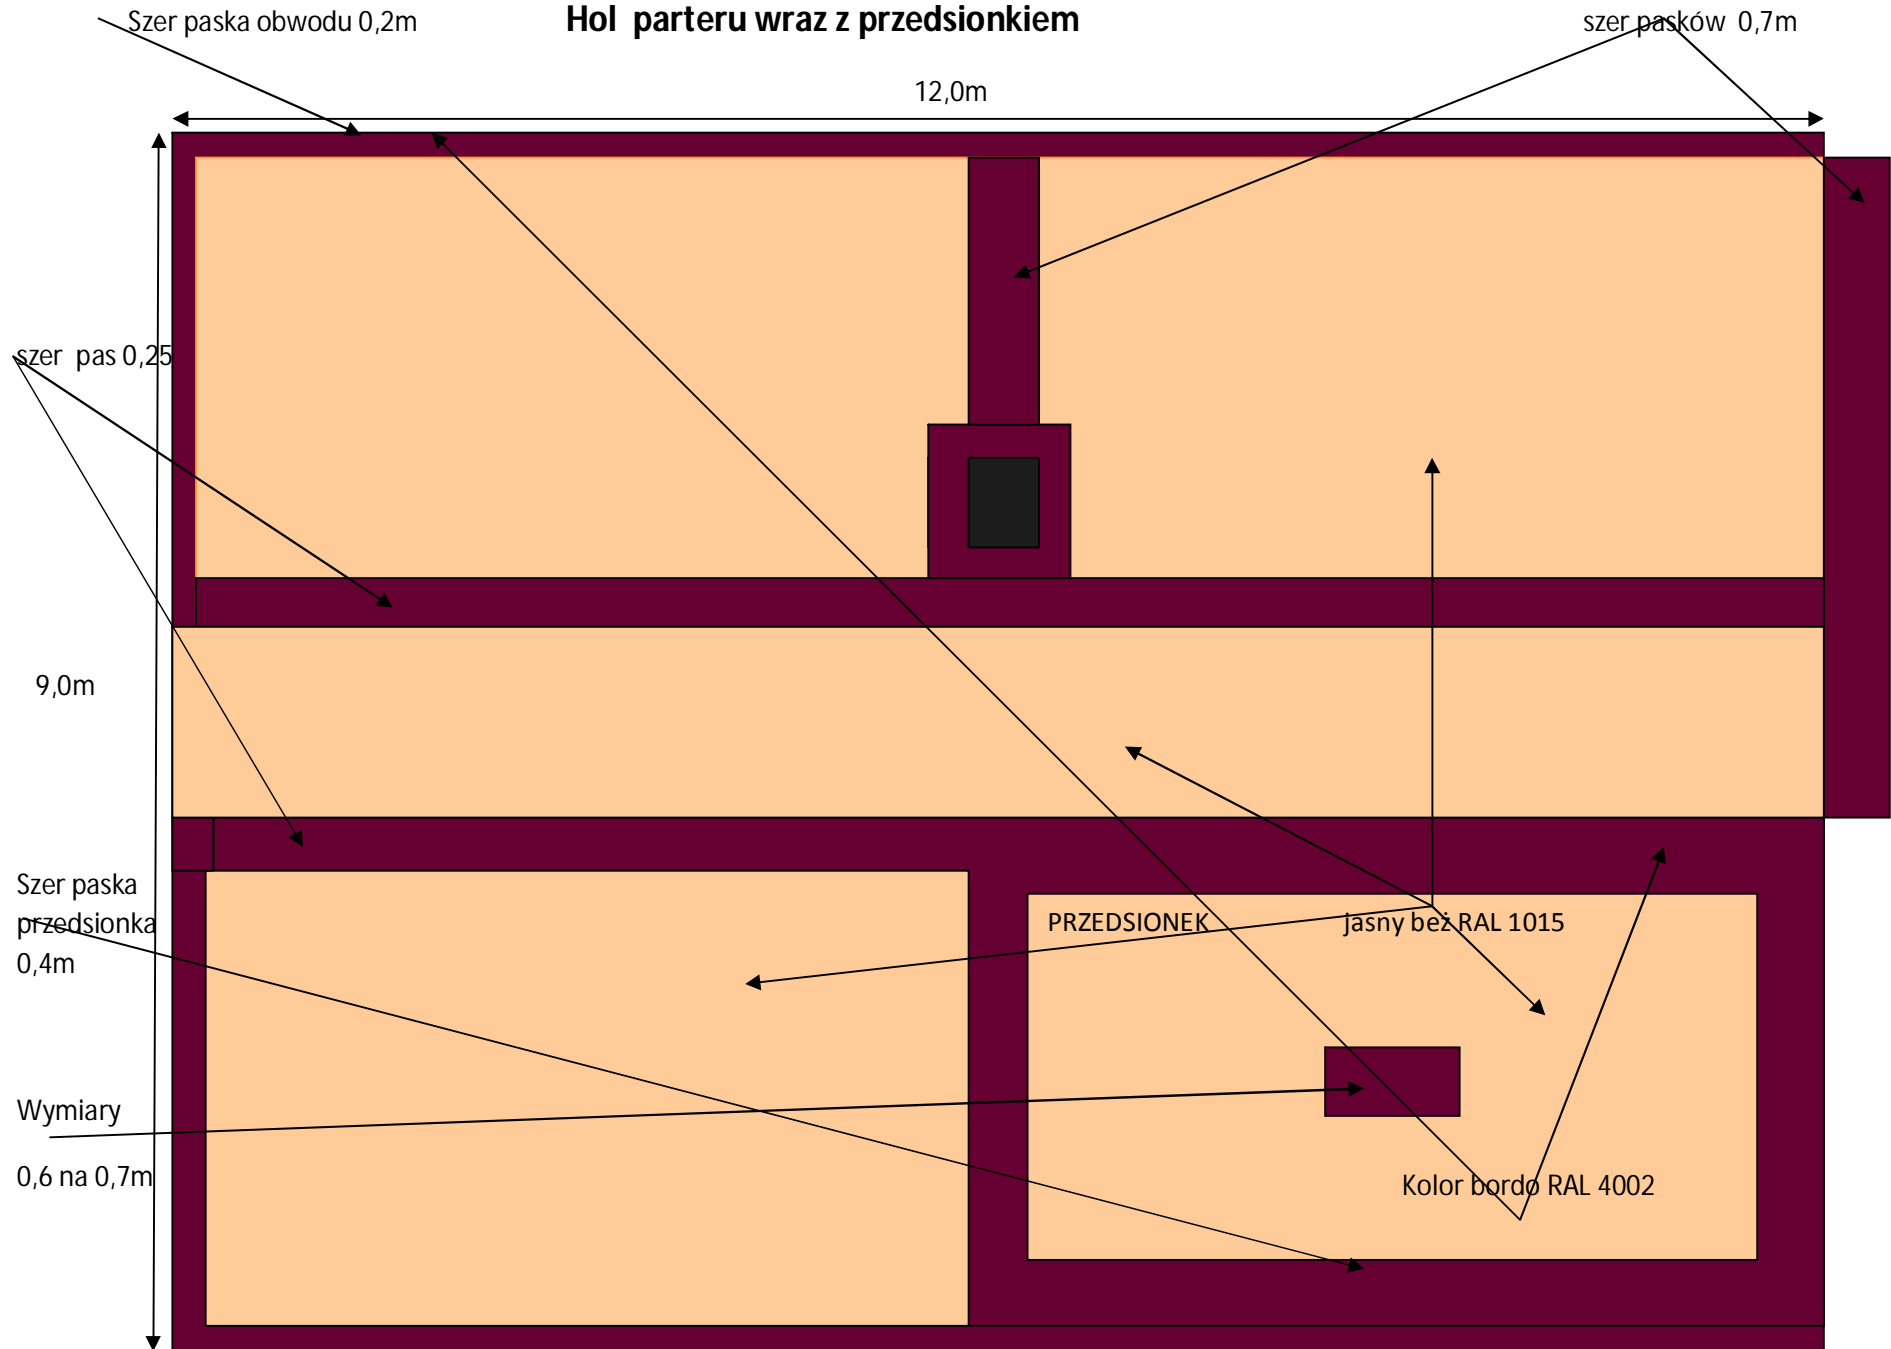 Szer paska obwodu 0,2m
Hol parteru wraz z przedsionkiem
szer pasków 0,7m
12,0m
szer pas 0,25
9,0m
Szer paska
przedsionka
0,4m
PRZEDSIONEK
jasny beż RAL 1015
Wymiary
0,6 na 0,7m
Kolor bordo RAL 4002